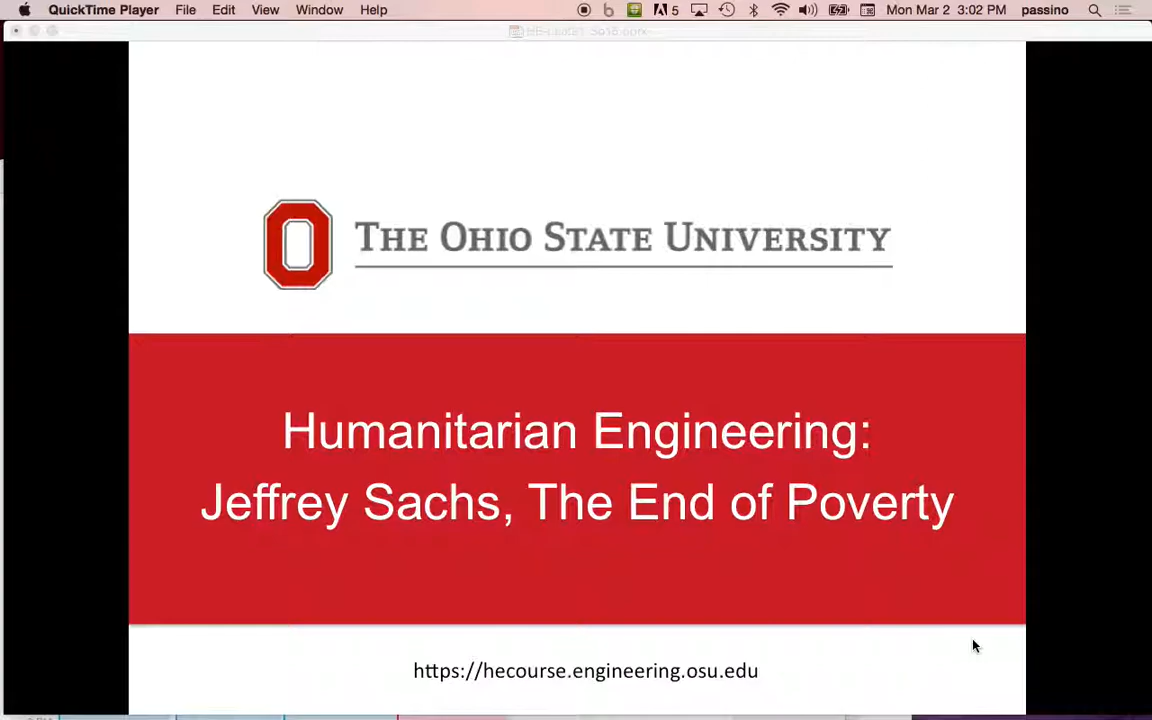 QuickTime Player File Edit View Window Help 5 Mon Mar 2 3:02 PM passino
THE OHIO STATE UNIVERSITY
Humanitarian Engineering:
Jeffrey Sachs, The End of Poverty
https://hecourse.engineering.osu.edu